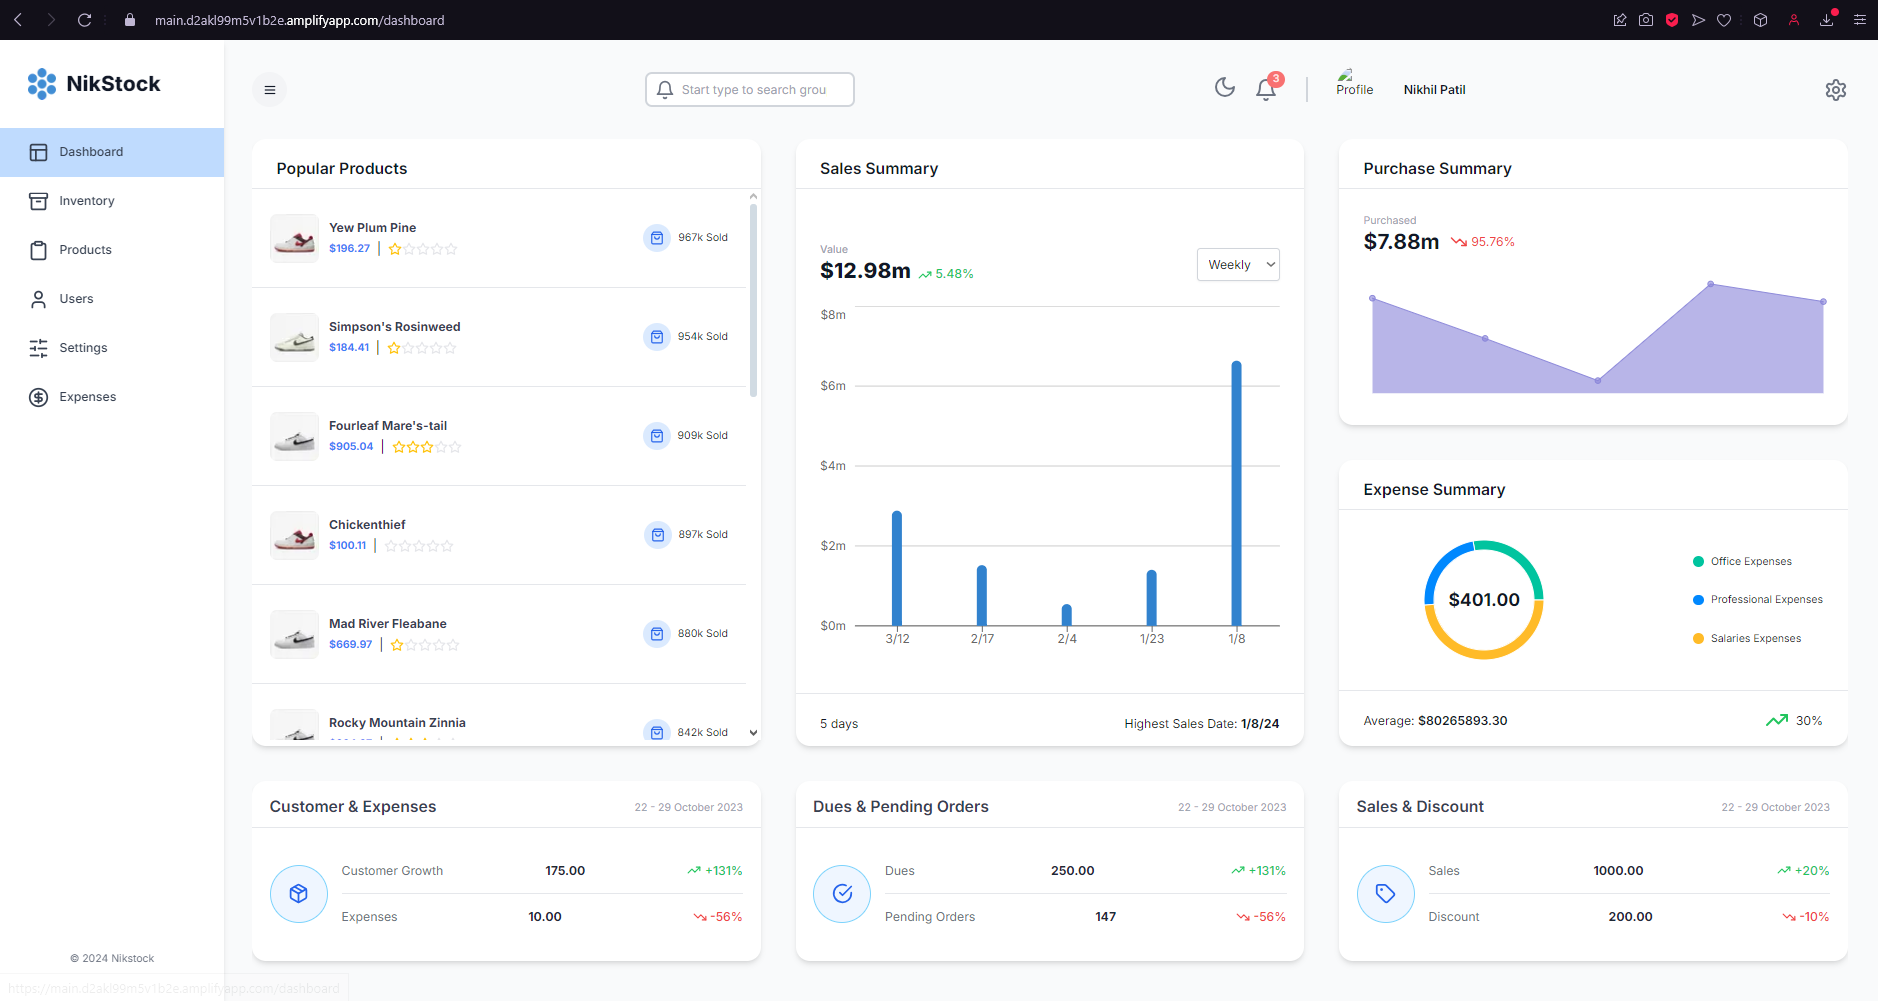 main.d2akl99m5v1b2e.amplifyapp.com/dashboard
NikStock
Start type to search grou
3
Profile
Nikhil Patil
Dashboard
Inventory
Products
Users
Settings
Expenses
Popular Products
Yew Plum Pine
$196.27
967k Sold
Simpson's Rosinweed
$184.41
954k Sold
Fourleaf Mare's-tail
$905.04
909k Sold
Chickenthief
$100.11
897k Sold
Mad River Fleabane
$669.97
880k Sold
Rocky Mountain Zinnia
842k Sold
Sales Summary
Value
$12.98m
5.48%
Weekly
$8m
$6m
$4m
$2m
$0m
3/12 2/17 2/4 1/23 1/8
5 days
Highest Sales Date: 1/8/24
Purchase Summary
Purchased
$7.88m
95.76%
Expense Summary
$401.00
Office Expenses
Professional Expenses
Salaries Expenses
Average: $80265893.30
30%
Customer & Expenses
22 - 29 October 2023
Customer Growth 175.00 +131%
Expenses 10.00 -56%
Dues & Pending Orders
22 - 29 October 2023
Dues 250.00 +131%
Pending Orders 147 -56%
Sales & Discount
22 - 29 October 2023
Sales 1000.00 +20%
Discount 200.00 -10%
© 2024 Nikstock
https://main.d2akl99m5v1b2e.amplifyapp.com/dashboard